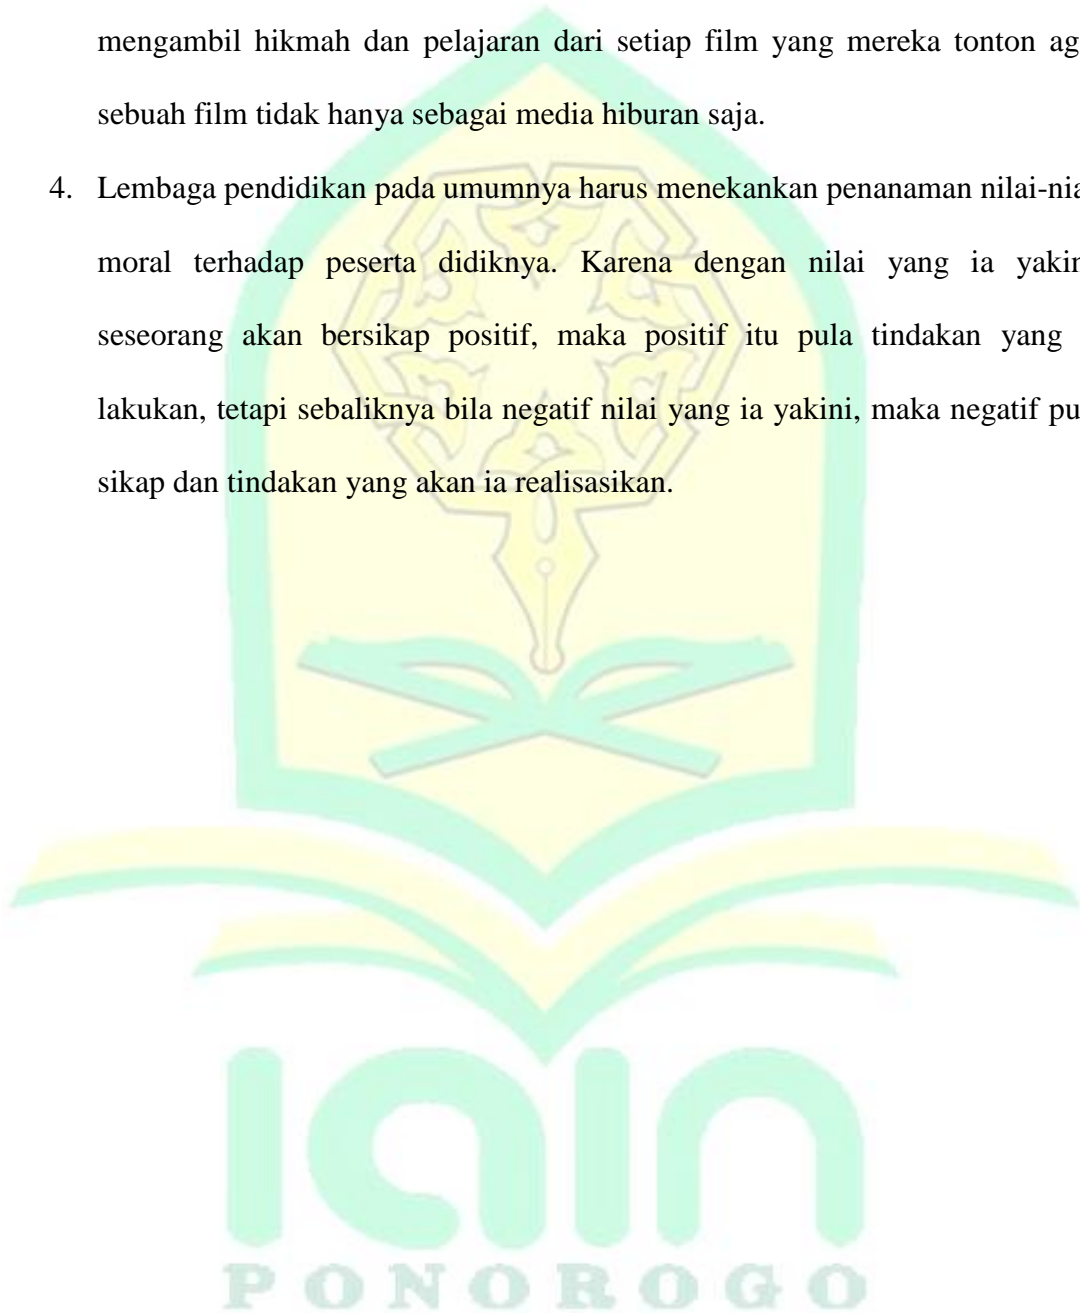 mengambil hikmah dan pelajaran dari setiap film yang mereka tonton ag
sebuah film tidak hanya sebagai media hiburan saja.
4. Lembaga pendidikan pada umumnya harus menekankan penanaman nilai-nia
moral terhadap peserta didiknya. Karena dengan nilai yang ia yakin
seseorang akan bersikap positif, maka positif itu pula tindakan yang
lakukan, tetapi sebaliknya bila negatif nilai yang ia yakini, maka negatif pu
sikap dan tindakan yang akan ia realisasikan.
iain
PONOROGO